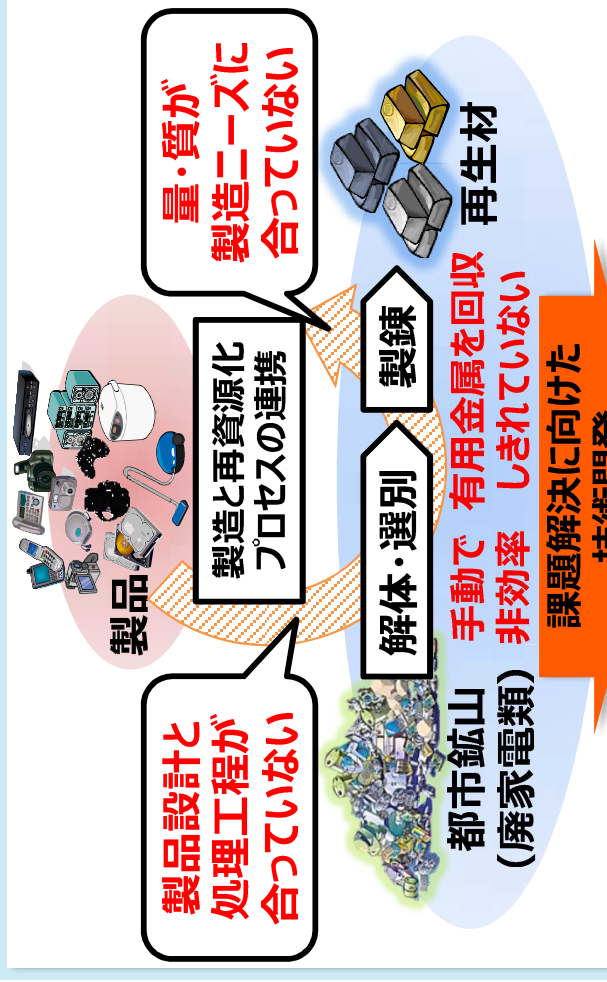 製品
製品設計と
処理工程が
合っていない
製造と再資源化
プロセスの連携
量・質が
製造ニーズに
合っていない
都市鉱山
(廃家電類)
解体・選別
手動で
非効率
製錬
有用金属を回収
しきれていない
再生材
課題解決に向けた
技術開発